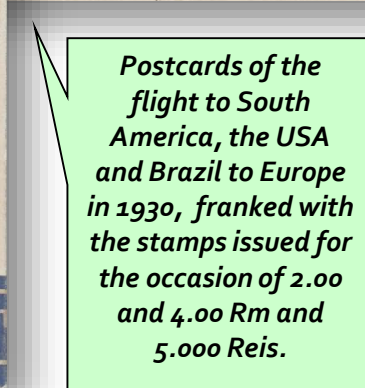 Postcards of the
flight to South
America, the USA
and Brazil to Europe
in 1930, franked with
the stamps issued for
the occasion of 2.00
and 4.00 Rm and
5.000 Reis.